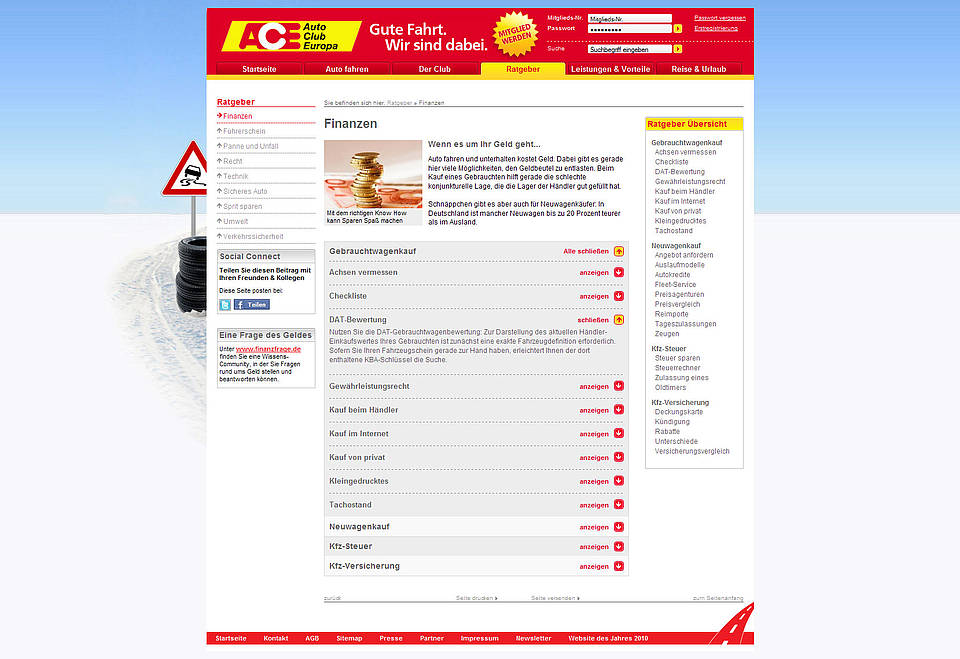 ACE Auto
Club
Europa
Gute Fahrt.
Wir sind dabei.
MITGLIED
WERDEN
Mitglieds-Nr. Mitglieds-Nr. Passwort vergessen
Passwort Erstregistrierung
Suche Suchbegriff eingeben
Startseite Auto fahren Der Club Ratgeber Leistungen & Vorteile Reise & Urlaub
Ratgeber
Finanzen
Führerschein
Panne und Unfall
Recht
Technik
Sicheres Auto
Sprit sparen
Umwelt
Verkehrssicherheit
Social Connect
Teilen Sie diesen Beitrag mit
Ihren Freunden & Kollegen
Diese Seite posten bei:
Teilen
Eine Frage des Geldes
Unter www.finanzfrage.de
finden Sie eine Wissens-
Community, in der Sie Fragen
rund ums Geld stellen und
beantworten können.
Sie befinden sich hier: Ratgeber » Finanzen
Finanzen
Mit dem richtigen Know How
kann Sparen Spaß machen
Wenn es um Ihr Geld geht...
Auto fahren und unterhalten kostet Geld. Dabei gibt es gerade
hier viele Möglichkeiten, den Geldbeutel zu entlasten. Beim
Kauf eines Gebrauchten hilft gerade die schlechte
konjunkturelle Lage, die die Lager der Händler gut gefüllt hat.
Schnäppchen gibt es aber auch für Neuwagenkäufer: In
Deutschland ist mancher Neuwagen bis zu 20 Prozent teurer
als im Ausland.
Gebrauchtwagenkauf Alle schließen
Achsen vermessen anzeigen
Checkliste anzeigen
DAT-Bewertung schließen
Nutzen Sie die DAT-Gebrauchtwagenbewertung: Zur Darstellung des aktuellen Händler-
Einkaufswertes Ihres Gebrauchten ist zunächst eine exakte Fahrzeugdefinition erforderlich.
Sofern Sie Ihren Fahrzeugschein gerade zur Hand haben, erleichtert Ihnen der dort
enthaltene KBA-Schlüssel die Suche.
Gewährleistungsrecht anzeigen
Kauf beim Händler anzeigen
Kauf im Internet anzeigen
Kauf von privat anzeigen
Kleingedrucktes anzeigen
Tachostand anzeigen
Neuwagenkauf anzeigen
Kfz-Steuer anzeigen
Kfz-Versicherung anzeigen
zurück Seite drucken Seite versenden zum Seitenanfang
Ratgeber Übersicht
Gebrauchtwagenkauf
Achsen vermessen
Checkliste
DAT-Bewertung
Gewährleistungsrecht
Kauf beim Händler
Kauf im Internet
Kauf von privat
Kleingedrucktes
Tachostand
Neuwagenkauf
Angebot anfordern
Auslaufmodelle
Autokredite
Fleet-Service
Preisagenturen
Preisvergleich
Reimporte
Tageszulassungen
Zeugen
Kfz-Steuer
Steuer sparen
Steuerrechner
Zulassung eines
Oldtimers
Kfz-Versicherung
Deckungskarte
Kündigung
Rabatte
Unterschiede
Versicherungsvergleich
Startseite Kontakt AGB Sitemap Presse Partner Impressum Newsletter Website des Jahres 2010